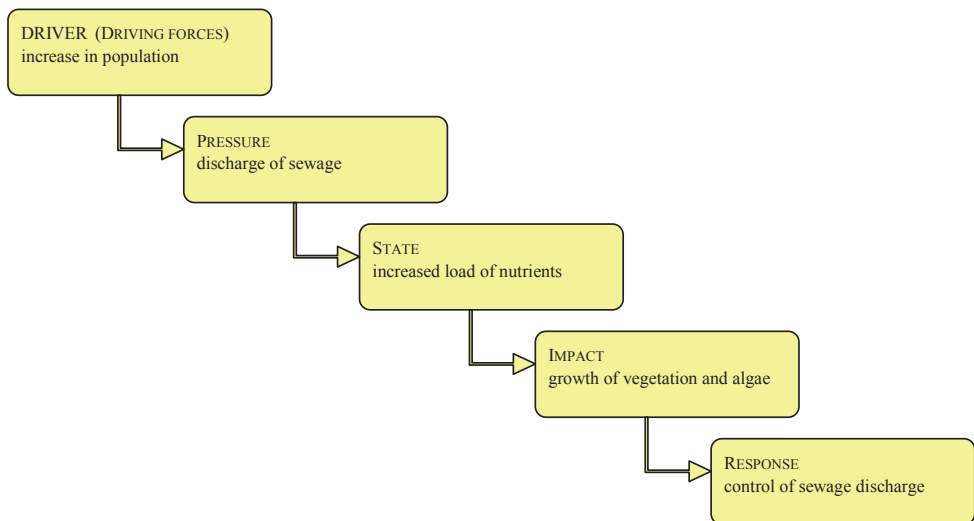 DRIVER (DRIVING FORCES)
increase in population
PRESSURE
discharge of sewage
STATE
increased load of nutrients
IMPACT
growth of vegetation and algae
RESPONSE
control of sewage discharge